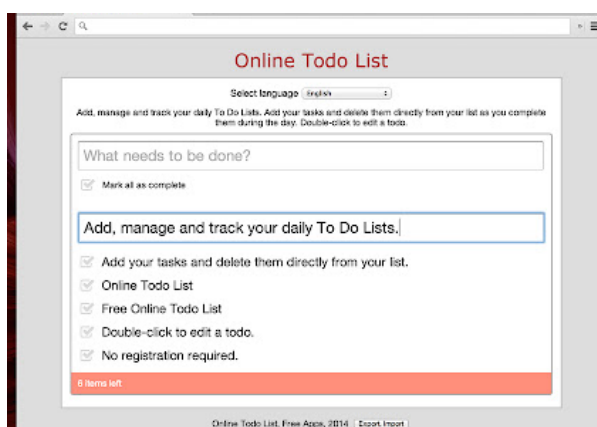 Online Todo List
Select language English
Add, manage and track your daily To Do Lists. Add your tasks and delete them directly from your list as you complete
them during the day. Double-click to edit a todo.
What needs to be done?
Mark all as complete
Add, manage and track your daily To Do Lists.
Add your tasks and delete them directly from your list.
Online Todo List
Free Online Todo List
Double-click to edit a todo.
No registration required.
6 items left
Online Todo List, Free Apps, 2014 Export, Import